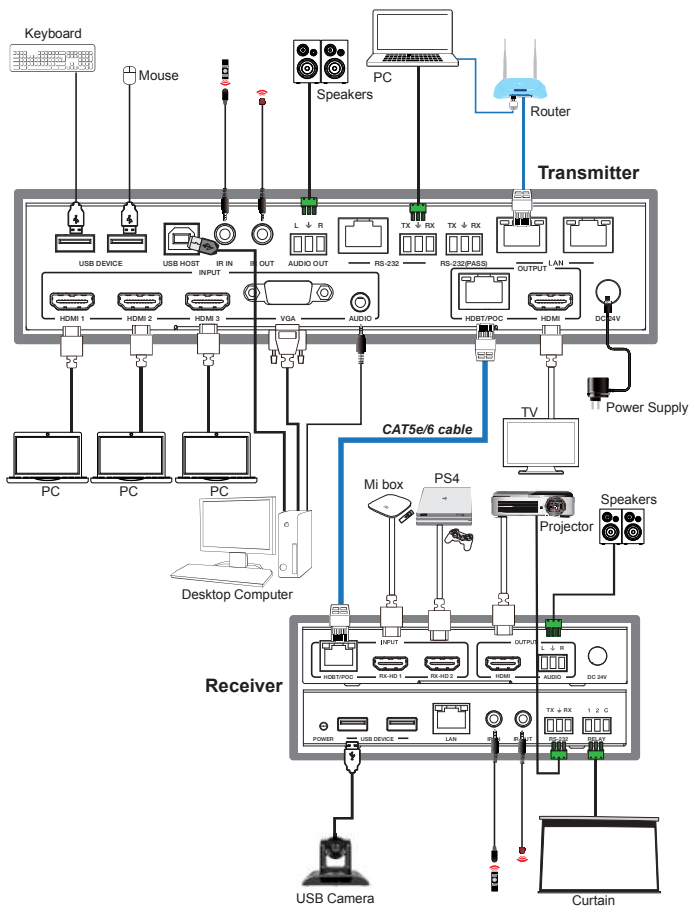 Keyboard
Mouse
Speakers
PC
Router
Transmitter
L ⏚ R
TX ⏚ RX
TX ⏚ RX
USB DEVICE
USB HOST
IR IN
IR OUT
AUDIO OUT
RS-232
RS-232(PASS)
LAN
INPUT
OUTPUT
HDMI 1
HDMI 2
HDMI 3
VGA
AUDIO
HDBT/POC
HDMI
DC 24V
Power Supply
TV
CAT5e/6 cable
PC
PC
PC
Mi box
PS4
Projector
Speakers
Desktop Computer
Receiver
INPUT
OUTPUT
L ⏚ R
HDBT/POC
RX-HD 1
RX-HD 2
HDMI
AUDIO
DC 24V
TX ⏚ RX
1 2 C
POWER
USB DEVICE
LAN
IR IN
IR OUT
RS-232
RELAY
USB Camera
Curtain